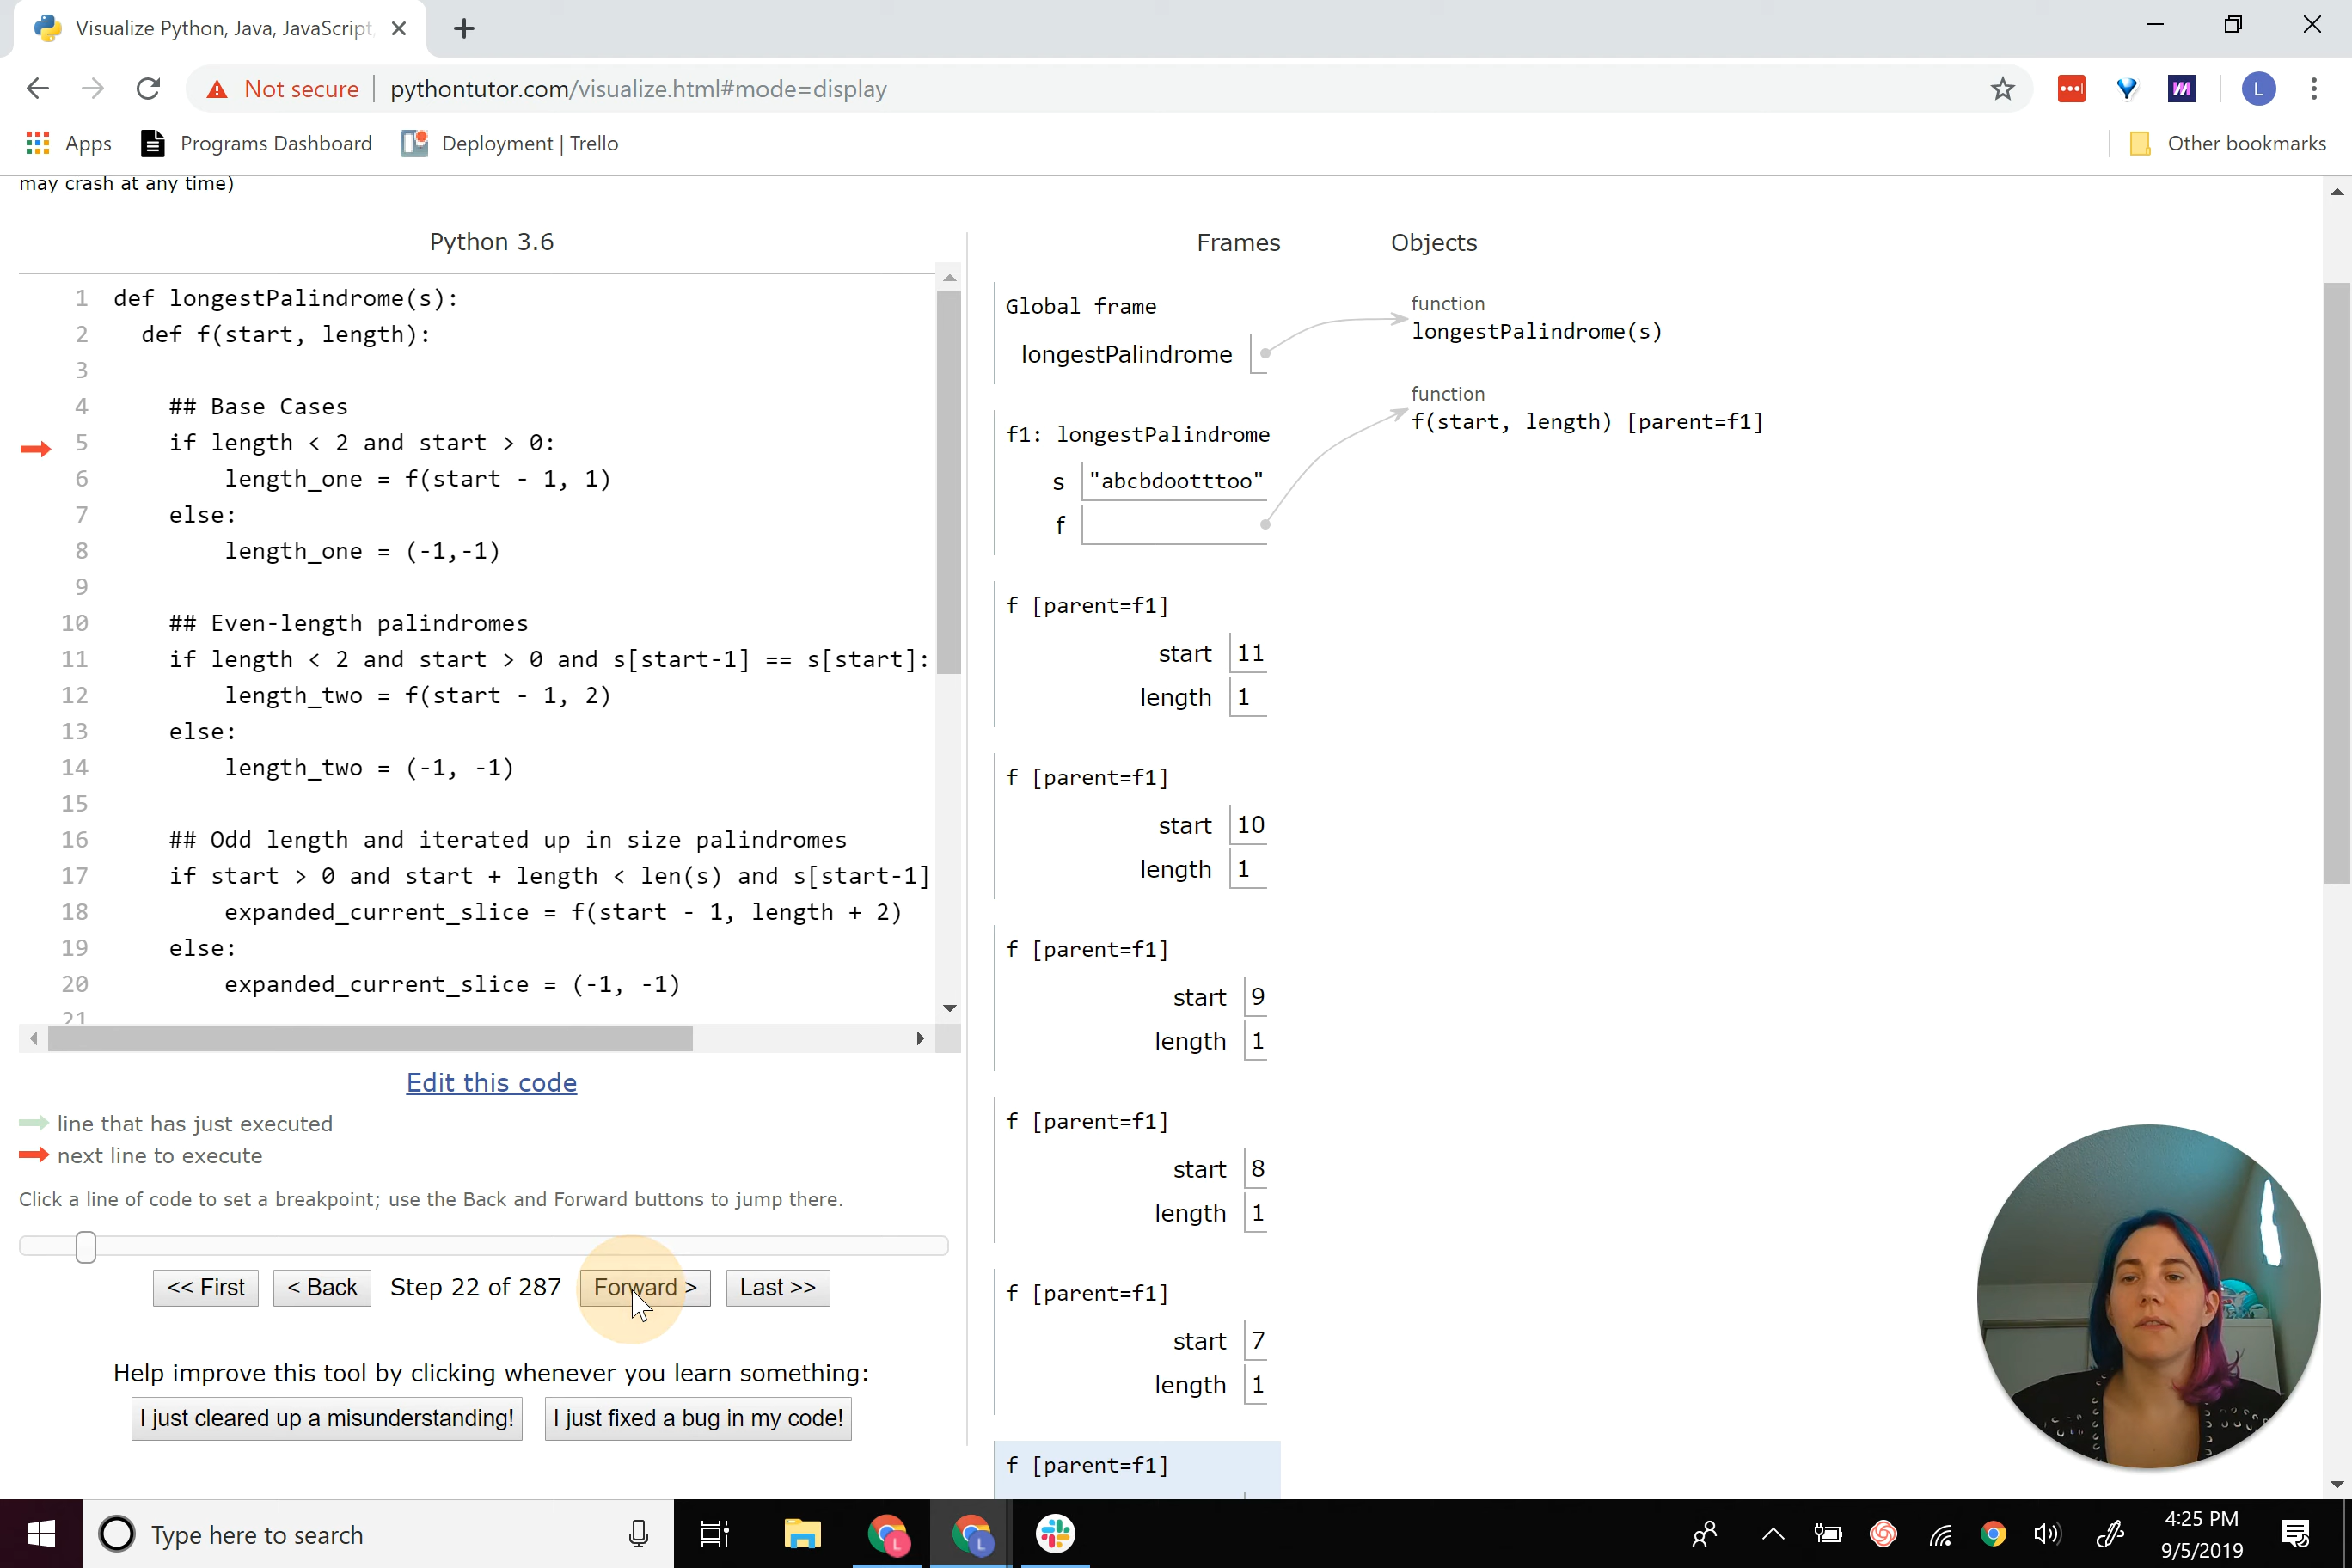 Visualize Python, Java, JavaScript,
Not secure | pythontutor.com/visualize.html#mode=display
L
Apps Programs Dashboard Deployment | Trello Other bookmarks
may crash at any time)
Python 3.6
1 def longestPalindrome(s):
2 def f(start, length):
3
4 ## Base Cases
5 if length < 2 and start > 0:
6 length_one = f(start - 1, 1)
7 else:
8 length_one = (-1,-1)
9
10 ## Even-length palindromes
11 if length < 2 and start > 0 and s[start-1] == s[start]:
12 length_two = f(start - 1, 2)
13 else:
14 length_two = (-1, -1)
15
16 ## Odd length and iterated up in size palindromes
17 if start > 0 and start + length < len(s) and s[start-1]
18 expanded_current_slice = f(start - 1, length + 2)
19 else:
20 expanded_current_slice = (-1, -1)
21
Edit this code
line that has just executed
next line to execute
Click a line of code to set a breakpoint; use the Back and Forward buttons to jump there.
<< First < Back Step 22 of 287 Forward > Last >>
Help improve this tool by clicking whenever you learn something:
I just cleared up a misunderstanding! I just fixed a bug in my code!
Frames Objects
Global frame
longestPalindrome
function
longestPalindrome(s)
function
f(start, length) [parent=f1]
f1: longestPalindrome
s "abcbdootttoo"
f
f [parent=f1]
start 11
length 1
f [parent=f1]
start 10
length 1
f [parent=f1]
start 9
length 1
f [parent=f1]
start 8
length 1
f [parent=f1]
start 7
length 1
f [parent=f1]
Type here to search
L
L
4:25 PM
9/5/2019